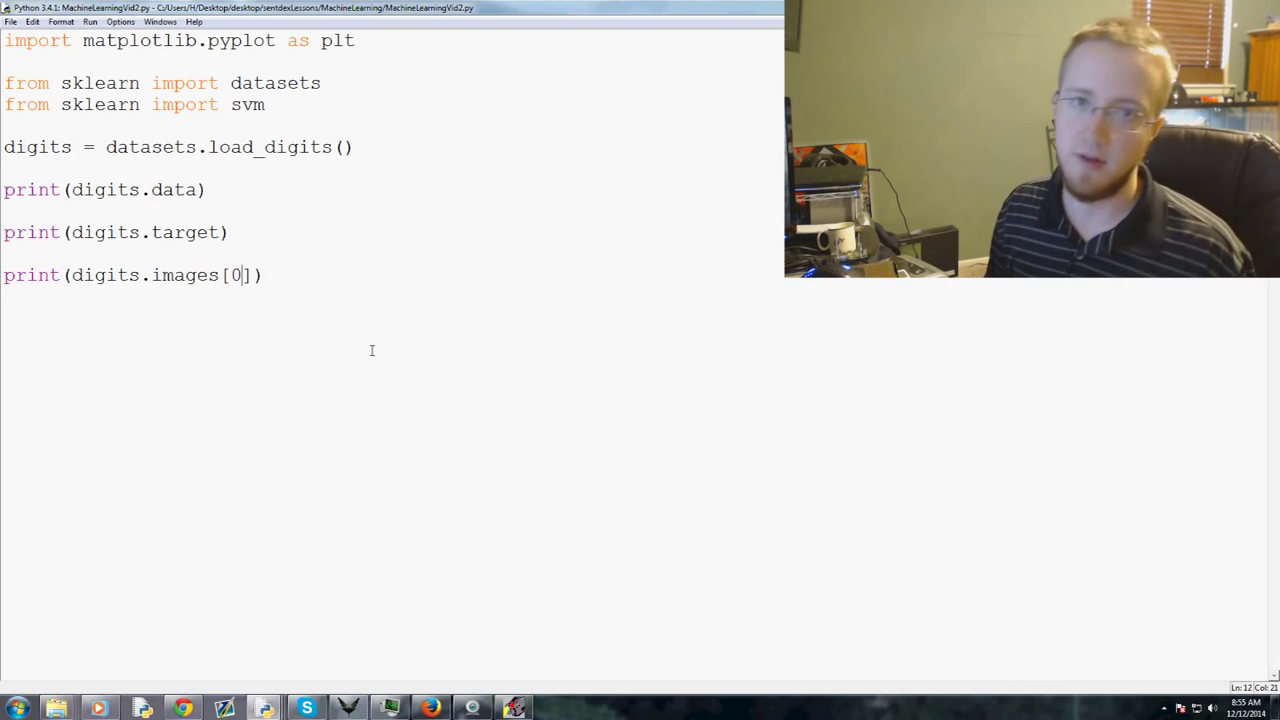 Python 3.4.1: MachineLearningVid2.py - C:/Users/H/Desktop/desktop/sentdexLessons/MachineLearning/MachineLearningVid2.py
File Edit Format Run Options Windows Help
import matplotlib.pyplot as plt
from sklearn import datasets
from sklearn import svm
digits = datasets.load_digits()
print(digits.data)
print(digits.target)
print(digits.images[0])
Ln: 12 Col: 21
8:55 AM
12/12/2014